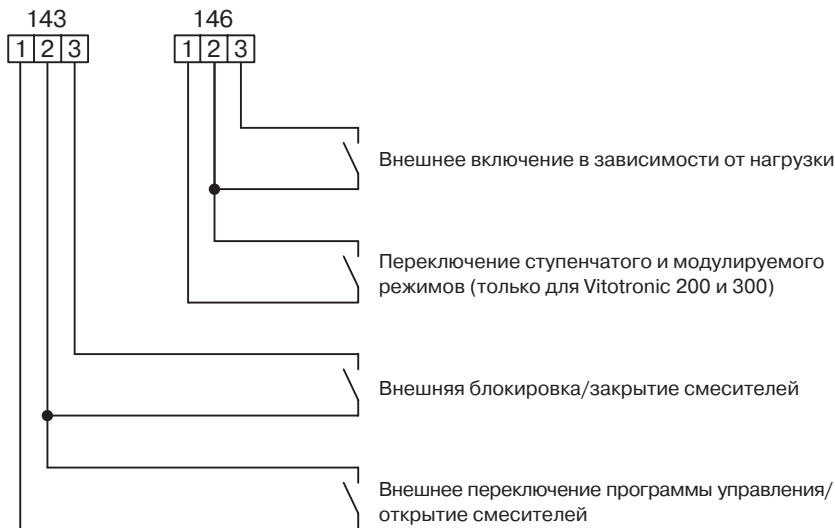 143
146
1 2 3
1 2 3
Внешнее включение в зависимости от нагрузки
Переключение ступенчатого и модулируемого
режимов (только для Vitotronic 200 и 300)
Внешняя блокировка/закрытие смесителей
Внешнее переключение программы управления/
открытие смесителей